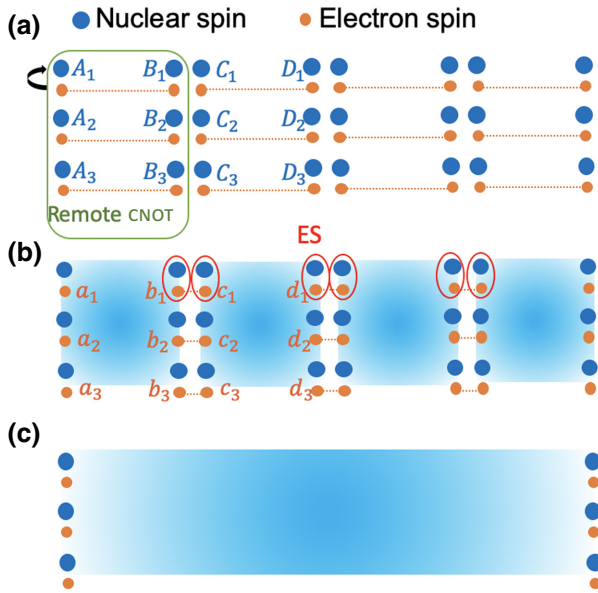 Nuclear spin Electron spin
(a)
A₁ B₁ C₁ D₁
A₂ B₂ C₂ D₂
A₃ B₃ C₃ D₃
Remote CNOT
ES
(b)
a₁ b₁ c₁ d₁
a₂ b₂ c₂ d₂
a₃ b₃ c₃ d₃
(c)